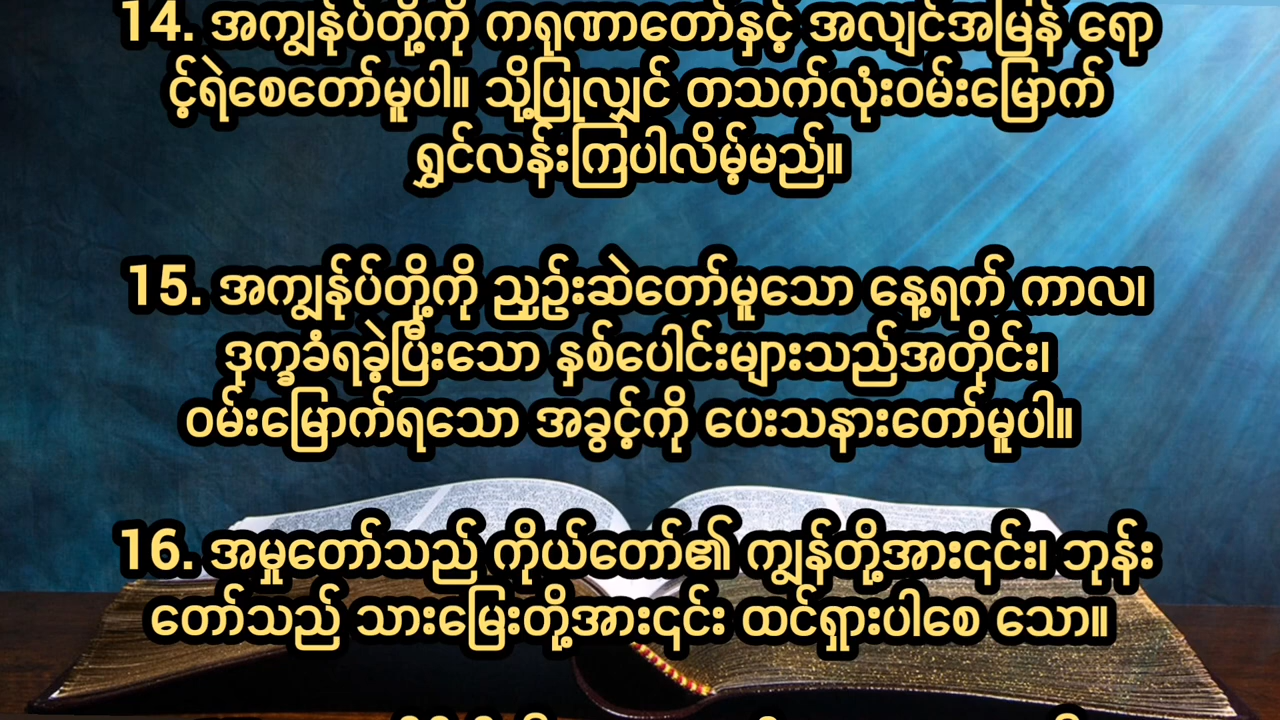 14. အကျွန်ုပ်တို့ကို ကရုဏာတော်နှင့် အလျင်အမြန် ရော
င့်ရဲစေတော်မူပါ။ သို့ပြုလျှင် တသက်လုံးဝမ်းမြောက်
ရွှင်လန်းကြပါလိမ့်မည်။
15. အကျွန်ုပ်တို့ကို ညှဉ်းဆဲတော်မူသော နေ့ရက် ကာလ၊
ဒုက္ခခံရခဲ့ပြီးသော နှစ်ပေါင်းများသည်အတိုင်း၊
ဝမ်းမြောက်ရသော အခွင့်ကို ပေးသနားတော်မူပါ။
16. အမှုတော်သည် ကိုယ်တော်၏ ကျွန်တို့အား၎င်း၊ ဘုန်း
တော်သည် သားမြေးတို့အား၎င်း ထင်ရှားပါစေ သော။